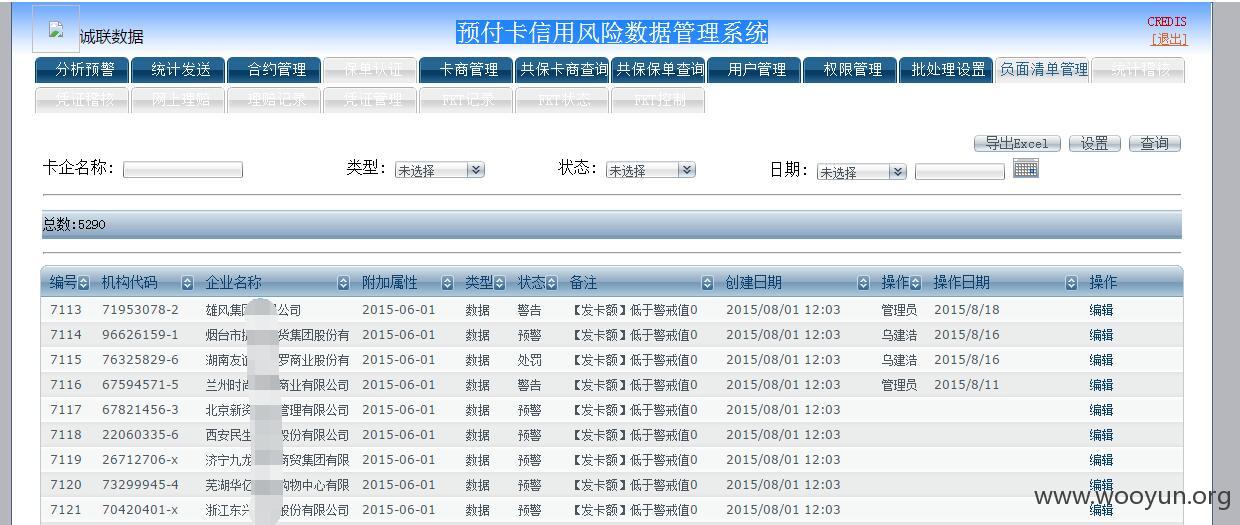 诚联数据
预付卡信用风险数据管理系统
CREDIS
[退出]
分析预警 统计发送 合约管理 保单认证 卡商管理 共保卡商查询 共保保单查询 用户管理 权限管理 批处理设置 负面清单管理 统计稽核
凭证稽核 网上理赔 理赔记录 凭证管理 PKT记录 PKT状态 PKT控制
导出Excel 设置 查询
卡企名称: 类型: 未选择 状态: 未选择 日期: 未选择
总数:5290
编号 机构代码 企业名称 附加属性 类型 状态 备注 创建日期 操作 操作日期 操作
7113 71953078-2 雄风集 公司 2015-06-01 数据 警告 【发卡额】低于警戒值0 2015/08/01 12:03 管理员 2015/8/18 编辑
7114 96626159-1 烟台市 货集团股份有 2015-06-01 数据 预警 【发卡额】低于警戒值0 2015/08/01 12:03 乌建洁 2015/8/16 编辑
7115 76325829-6 湖南友 罗商业股份有 2015-06-01 数据 处罚 【发卡额】低于警戒值0 2015/08/01 12:03 乌建洁 2015/8/16 编辑
7116 67594571-5 兰州时 商业有限公司 2015-06-01 数据 警告 【发卡额】低于警戒值0 2015/08/01 12:03 管理员 2015/8/11 编辑
7117 67821456-3 北京新 管理有限公司 2015-06-01 数据 预警 【发卡额】低于警戒值0 2015/08/01 12:03 编辑
7118 22060335-6 西安民生 股份有限公司 2015-06-01 数据 预警 【发卡额】低于警戒值0 2015/08/01 12:03 编辑
7119 26712706-x 济宁九龙 商贸集团有限 2015-06-01 数据 预警 【发卡额】低于警戒值0 2015/08/01 12:03 编辑
7120 73299945-4 芜湖华亿 购物中心有限 2015-06-01 数据 预警 【发卡额】低于警戒值0 2015/08/01 12:03 编辑
7121 70420401-x 浙江东 股份有限公司 2015-06-01 数据 预警 【发卡额】低于警戒值0 2015/08/01 12:03 编辑
www.wooyun.org